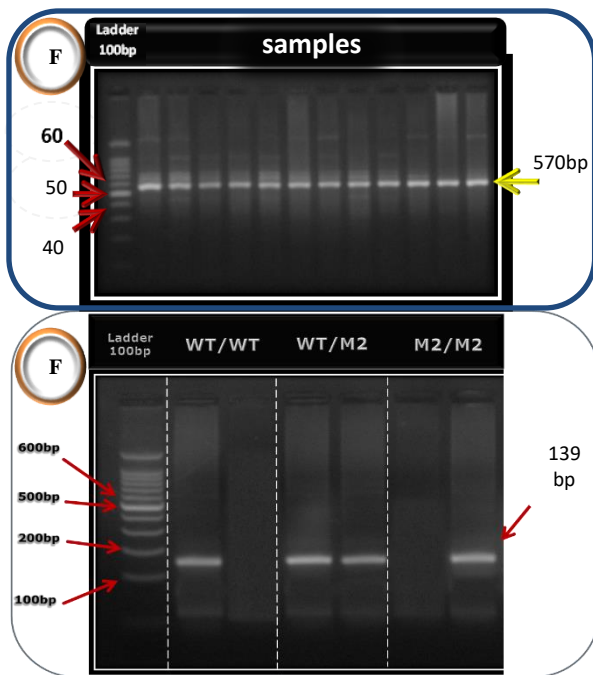 Ladder
100bp
samples
F
60
50
40
570bp
F
Ladder
100bp
WT/WT
WT/M2
M2/M2
600bp
500bp
200bp
100bp
139
bp